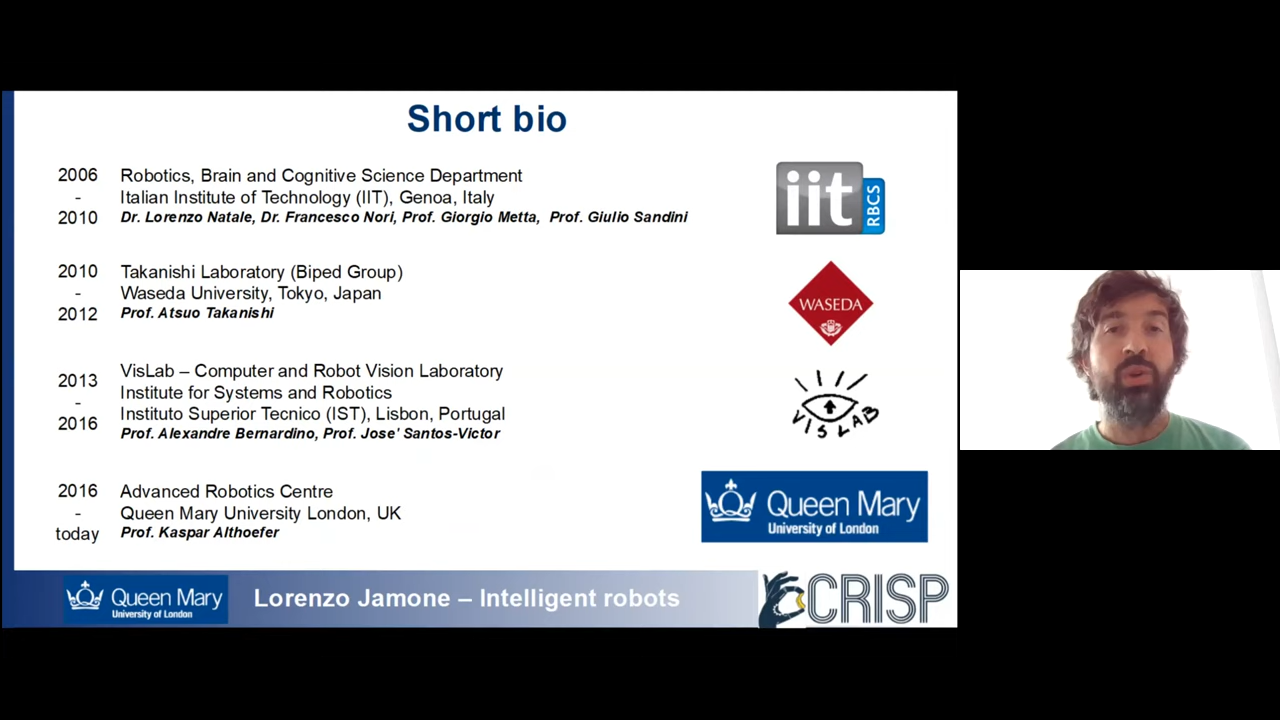 Short bio
2006
-
2010
Robotics, Brain and Cognitive Science Department
Italian Institute of Technology (IIT), Genoa, Italy
Dr. Lorenzo Natale, Dr. Francesco Nori, Prof. Giorgio Metta, Prof. Giulio Sandini
iit
RBCS
2010
-
2012
Takanishi Laboratory (Biped Group)
Waseda University, Tokyo, Japan
Prof. Atsuo Takanishi
WASEDA
2013
-
2016
VisLab – Computer and Robot Vision Laboratory
Institute for Systems and Robotics
Instituto Superior Tecnico (IST), Lisbon, Portugal
Prof. Alexandre Bernardino, Prof. Jose' Santos-Victor
VISLAB
2016
-
today
Advanced Robotics Centre
Queen Mary University London, UK
Prof. Kaspar Althoefer
Queen Mary
University of London
Queen Mary
University of London
Lorenzo Jamone – Intelligent robots
CRISP